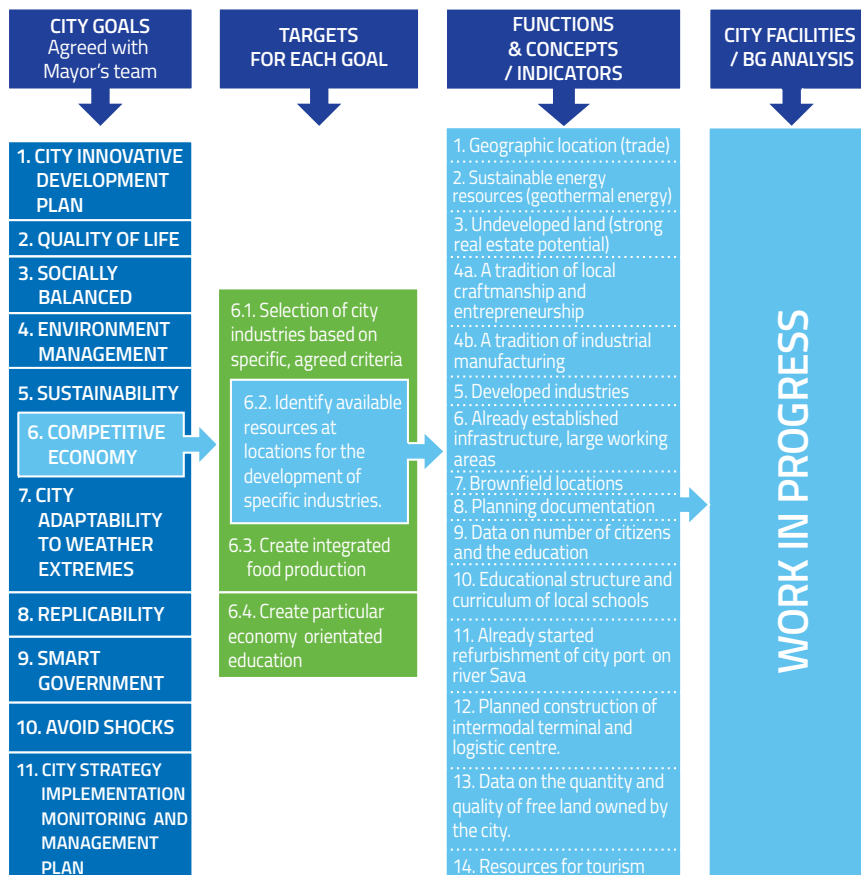 CITY GOALS
Agreed with
Mayor's team
TARGETS
FOR EACH GOAL
FUNCTIONS
& CONCEPTS
/ INDICATORS
CITY FACILITIES
/ BG ANALYSIS
1. CITY INNOVATIVE
DEVELOPMENT
PLAN
2. QUALITY OF LIFE
3. SOCIALLY
BALANCED
4. ENVIRONMENT
MANAGEMENT
5. SUSTAINABILITY
6. COMPETITIVE
ECONOMY
7. CITY
ADAPTABILITY
TO WEATHER
EXTREMES
8. REPLICABILITY
9. SMART
GOVERNMENT
10. AVOID SHOCKS
11. CITY STRATEGY
IMPLEMENTATION
MONITORING AND
MANAGEMENT
PLAN
6.1. Selection of city
industries based on
specific, agreed criteria
6.2. Identify available
resources at
locations for the
development of
specific industries.
6.3. Create integrated
food production
6.4. Create particular
economy orientated
education
1. Geographic location (trade)
2. Sustainable energy
resources (geothermal energy)
3. Undeveloped land (strong
real estate potential)
4a. A tradition of local
craftmanship and
entrepreneurship
4b. A tradition of industrial
manufacturing
5. Developed industries
6. Already established
infrastructure, large working
areas
7. Brownfield locations
8. Planning documentation
9. Data on number of citizens
and the education
10. Educational structure and
curriculum of local schools
11. Already started
refurbishment of city port on
river Sava
12. Planned construction of
intermodal terminal and
logistic centre.
13. Data on the quantity and
quality of free land owned by
the city.
14. Resources for tourism
WORK IN PROGRESS